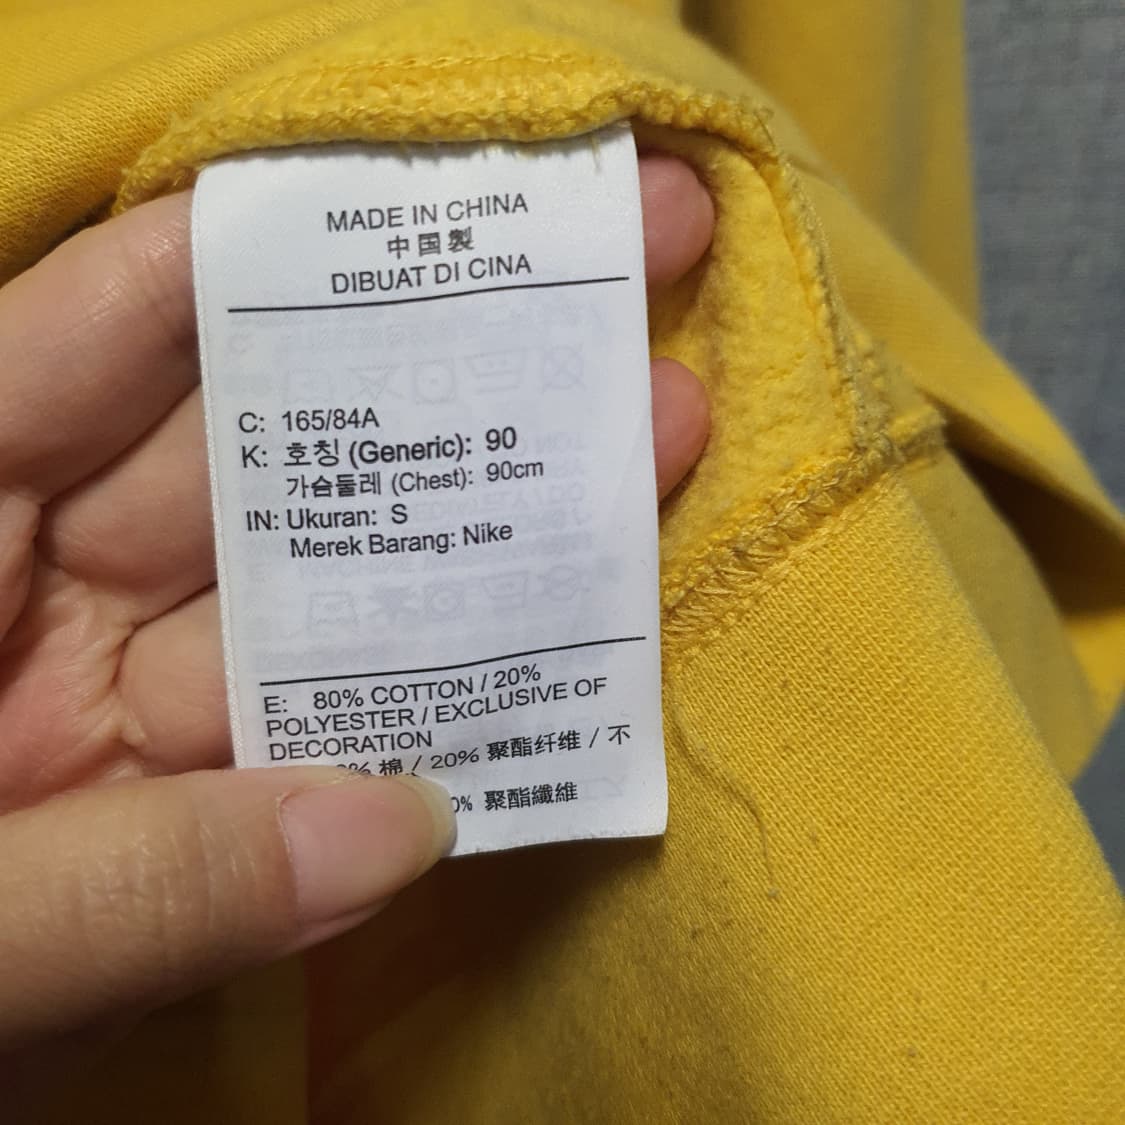 MADE IN CHINA
中国製
DIBUAT DI CINA
C: 165/84A
K: 호칭 (Generic): 90
가슴둘레 (Chest): 90cm
IN: Ukuran: S
Merek Barang: Nike
E: 80% COTTON / 20%
POLYESTER / EXCLUSIVE OF
DECORATION
% 棉 / 20% 聚酯纤维 / 不
0% 聚酯纖維